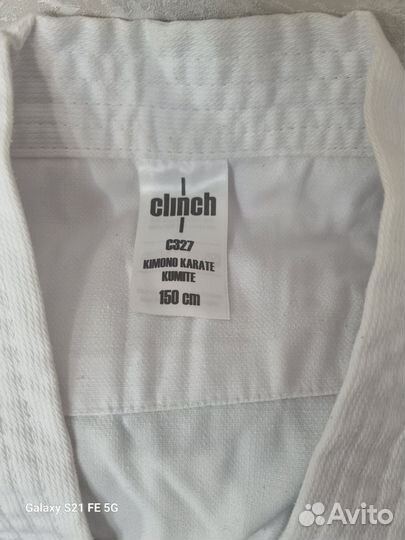 clinch
C327
KIMONO KARATE
KUMITE
150 cm
Galaxy S21 FE 5G
Avito